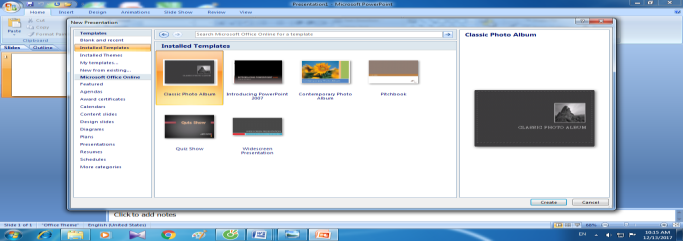 Presentation1 - Microsoft PowerPoint
Home
Insert
Design
Animations
Slide Show
Review
View
Paste
Cut
Copy
Format Painter
Clipboard
Slides
Outline
New Presentation
Templates
Blank and recent
Installed Templates
Installed Themes
My templates...
New from existing...
Microsoft Office Online
Featured
Agendas
Award certificates
Calendars
Content slides
Design slides
Diagrams
Plans
Presentations
Resumes
Schedules
More categories
Search Microsoft Office Online for a template
Installed Templates
Classic Photo Album
Introducing PowerPoint
2007
Contemporary Photo
Album
Pitchbook
Quiz Show
Quiz Show
Widescreen
Presentation
Classic Photo Album
CLASSIC PHOTO ALBUM
Create
Cancel
Click to add notes
Slide 1 of 1
"Office Theme"
English (United States)
EN
10:15 AM
12/13/2017